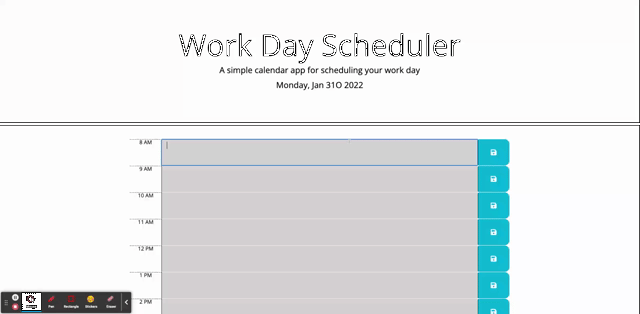 Work Day Scheduler
A simple calendar app for scheduling your work day
Monday, Jan 31O 2022
8 AM
9 AM
10 AM
11 AM
12 PM
1 PM
2 PM
Pen
Rectangle
Stickers
Eraser